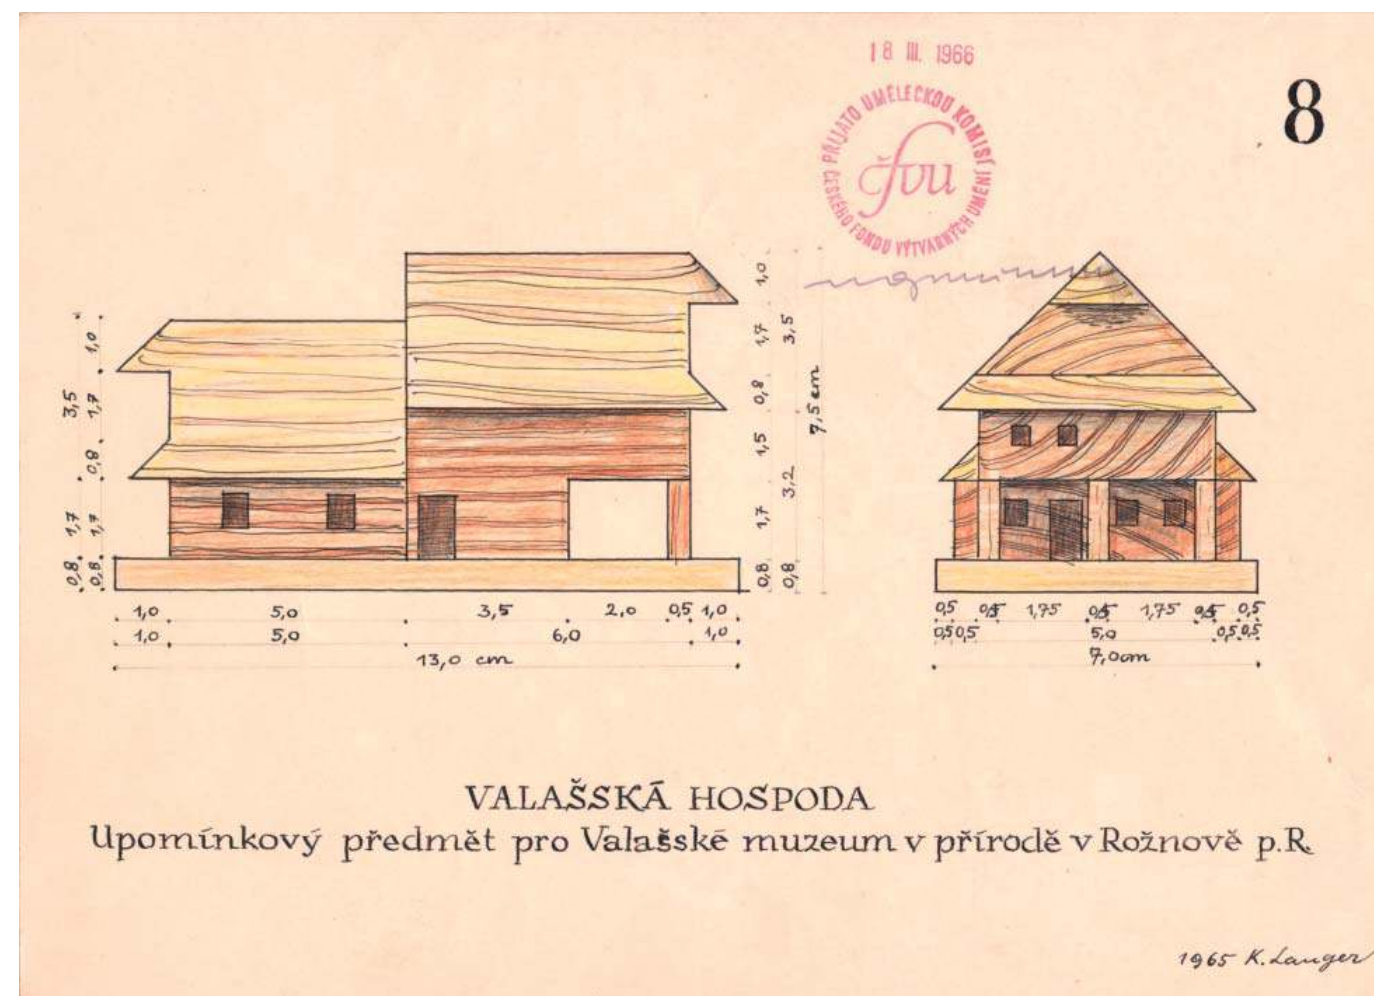 18 III. 1966
8
PŘIJATO UMĚLECKOU KOMISÍ
ČESKÉHO FONDU VÝTVARNÝCH UMĚNÍ
čfvu
1,0
1,7
0,8
3,5
1,7
1,7
0,8
0,8
1,0
1,7
0,8
3,5
1,5
1,7
3,2
0,8
0,8
7,5 cm
1,0 5,0 3,5 2,0 0,5 1,0
1,0 5,0 6,0 1,0
13,0 cm
0,5 0,5 1,75 0,5 1,75 0,5 0,5
0,5 0,5 5,0 0,5 0,5
7,0cm
VALAŠSKÁ HOSPODA
Upomínkový předmět pro Valašské muzeum v přírodě v Rožnově p.R.
1965 K. Langer